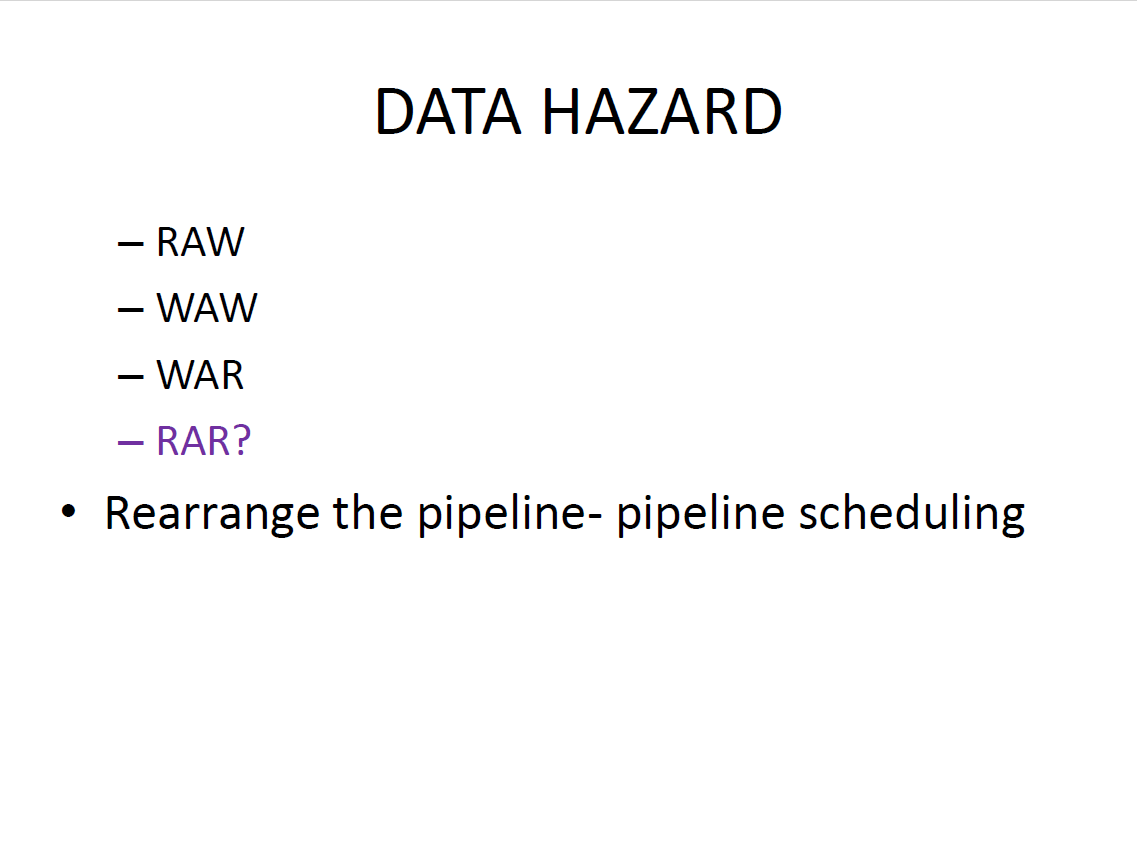 DATA HAZARD
– RAW
– WAW
– WAR
– RAR?
• Rearrange the pipeline- pipeline scheduling